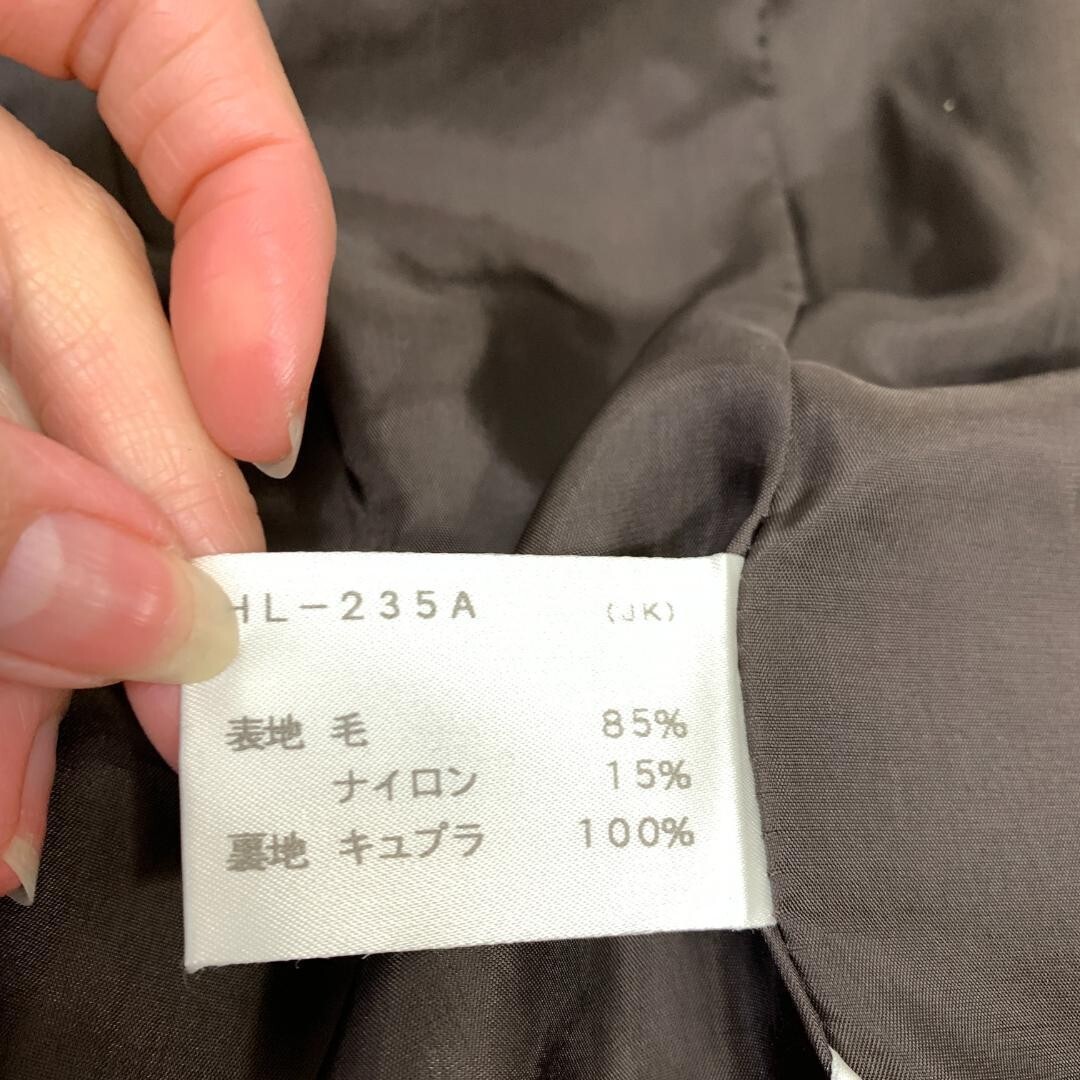 HL-235A (JK)
表地 毛 85%
ナイロン 15%
裏地 キュプラ 100%